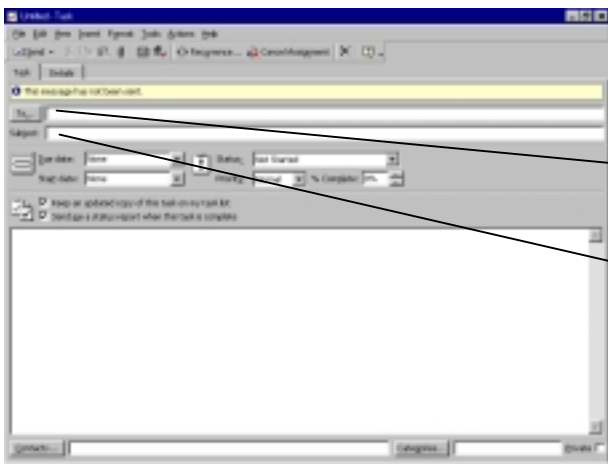 Untitled - Task
File Edit View Insert Format Tools Actions Help
Send Recurrence... Cancel Assignment
Task Details
This message has not been sent.
To...
Subject:
Due date: None Status: Not Started
Start date: None Priority: Normal % Complete: 0%
Keep an updated copy of this task on my task list
Send me a status report when this task is complete
Contacts... Categories... Private